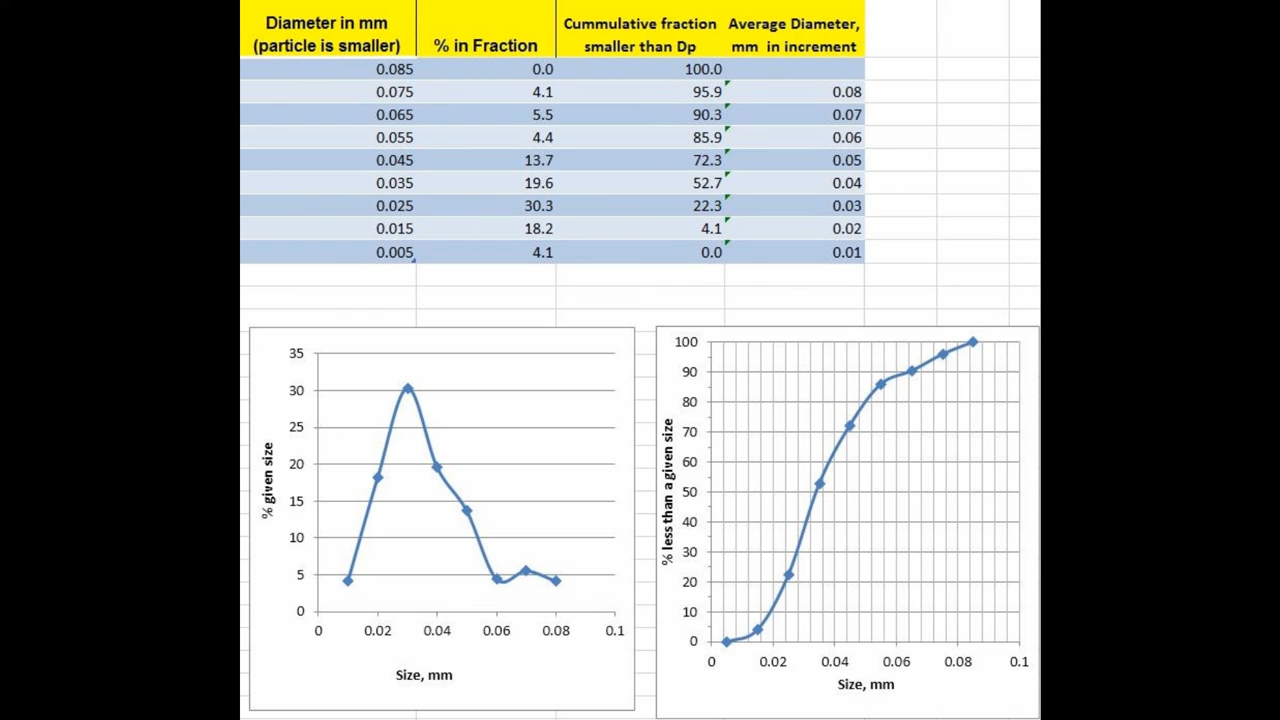 Diameter in mm
(particle is smaller)
% in Fraction
Cummulative fraction
smaller than Dp
Average Diameter,
mm in increment
0.085 0.0 100.0
0.075 4.1 95.9 0.08
0.065 5.5 90.3 0.07
0.055 4.4 85.9 0.06
0.045 13.7 72.3 0.05
0.035 19.6 52.7 0.04
0.025 30.3 22.3 0.03
0.015 18.2 4.1 0.02
0.005 4.1 0.0 0.01
% given size
35
30
25
20
15
10
5
0
0 0.02 0.04 0.06 0.08 0.1
Size, mm
% less than a given size
100
90
80
70
60
50
40
30
20
10
0
0 0.02 0.04 0.06 0.08 0.1
Size, mm